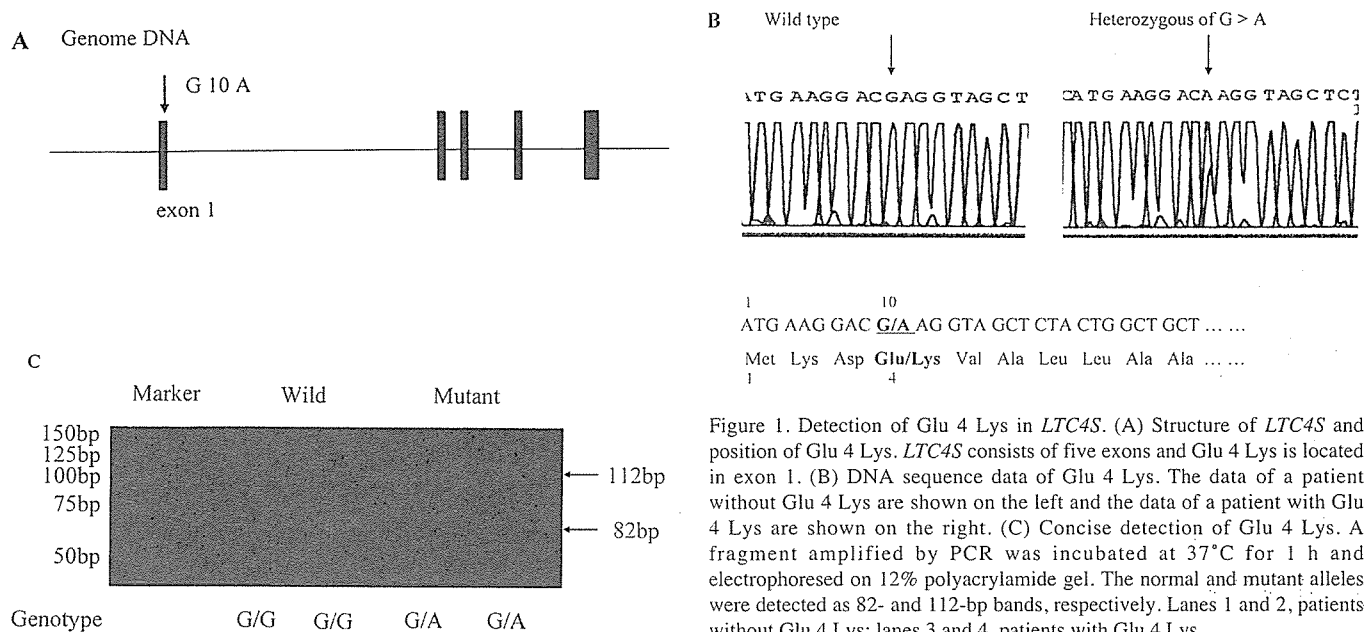 A Genome DNA
G 10 A
exon 1
B
Wild type
Heterozygous of G > A
ATG AAGG ACGAGG TAGC T
CATG AAGG ACAAGG TAGCTC
1 10
ATG AAG GAC G/A AG GTA GCT CTA CTG GCT GCT ... ...
Met Lys Asp Glu/Lys Val Ala Leu Leu Ala Ala ... ...
1 4
C
Marker Wild Mutant
150bp
125bp
100bp
75bp
50bp
112bp
82bp
Genotype G/G G/G G/A G/A
Figure 1. Detection of Glu 4 Lys in LTC4S. (A) Structure of LTC4S and
position of Glu 4 Lys. LTC4S consists of five exons and Glu 4 Lys is located
in exon 1. (B) DNA sequence data of Glu 4 Lys. The data of a patient
without Glu 4 Lys are shown on the left and the data of a patient with Glu
4 Lys are shown on the right. (C) Concise detection of Glu 4 Lys. A
fragment amplified by PCR was incubated at 37°C for 1 h and
electrophoresed on 12% polyacrylamide gel. The normal and mutant alleles
were detected as 82- and 112-bp bands, respectively. Lanes 1 and 2, patients
without Glu 4 Lys; lanes 3 and 4, patients with Glu 4 Lys.